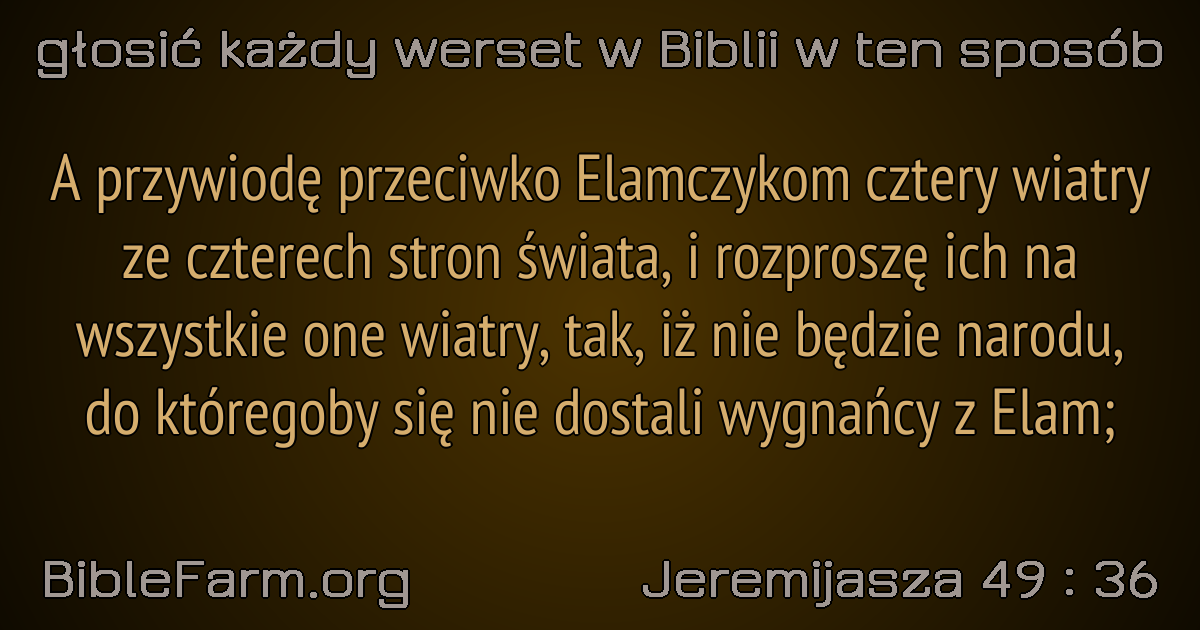 głosić każdy werset w Biblii w ten sposób
A przywiodę przeciwko Elamczykom cztery wiatry
ze czterech stron świata, i rozproszę ich na
wszystkie one wiatry, tak, iż nie będzie narodu,
do któregoby się nie dostali wygnańcy z Elam;
BibleFarm.org
Jeremijasza 49 : 36